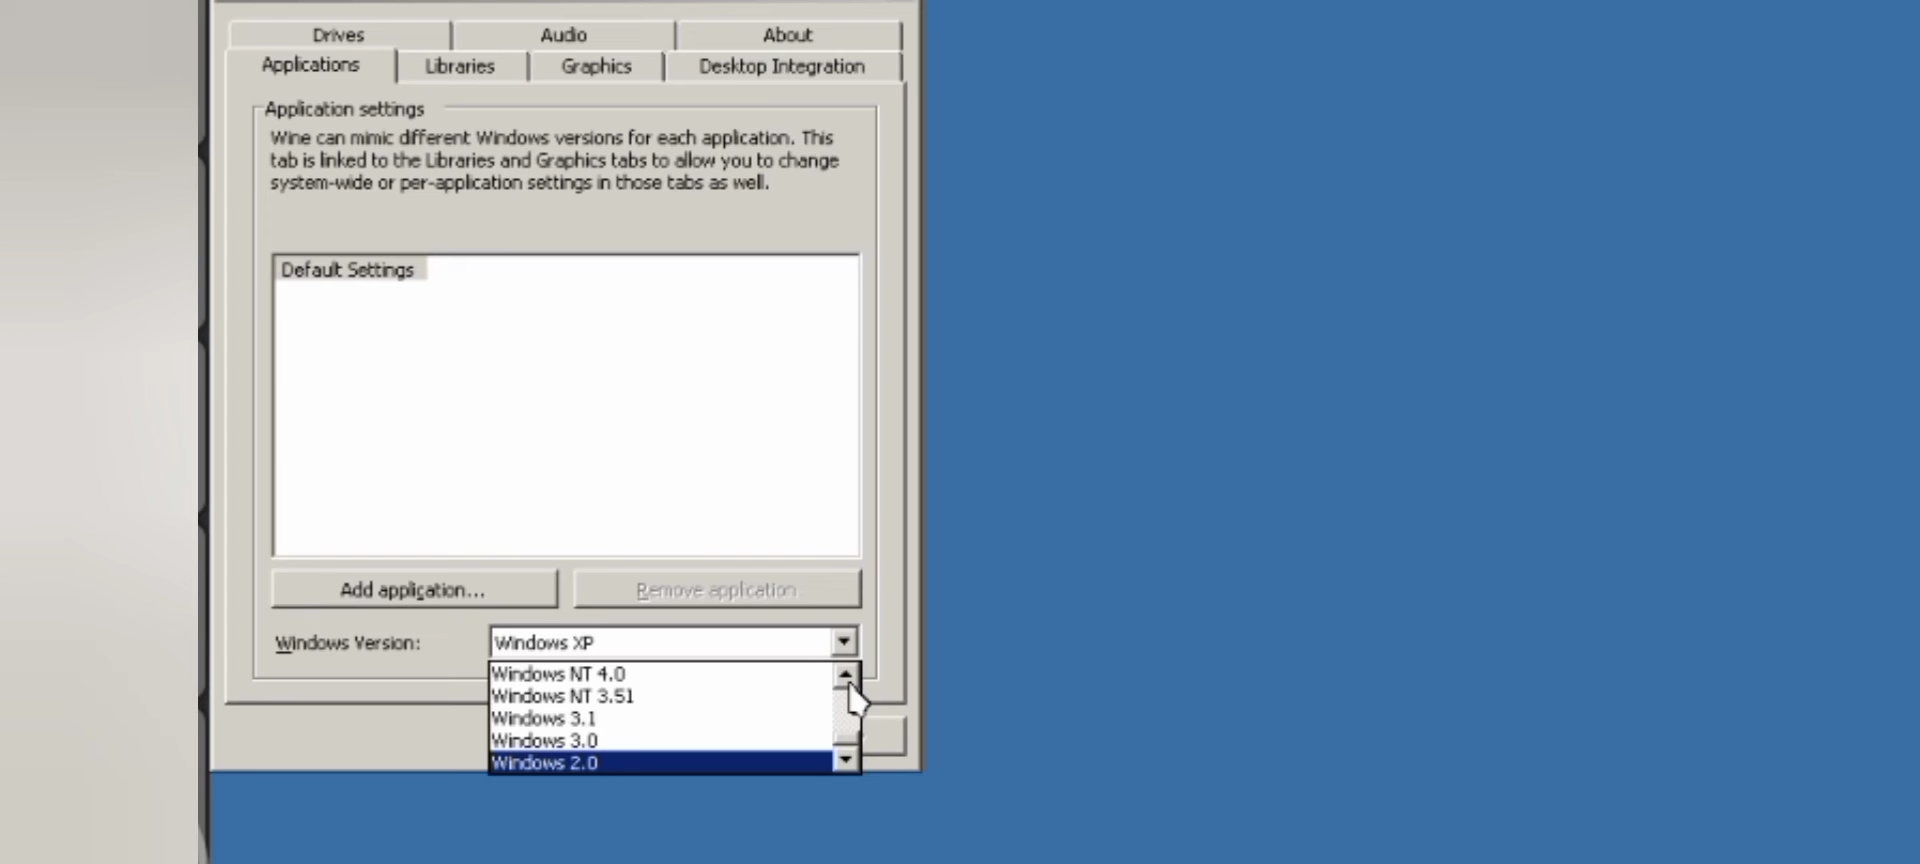 Drives Audio About
Applications Libraries Graphics Desktop Integration
Application settings
Wine can mimic different Windows versions for each application. This
tab is linked to the Libraries and Graphics tabs to allow you to change
system-wide or per-application settings in those tabs as well.
Default Settings
Add application...
Remove application
Windows Version:
Windows XP
Windows NT 4.0
Windows NT 3.51
Windows 3.1
Windows 3.0
Windows 2.0